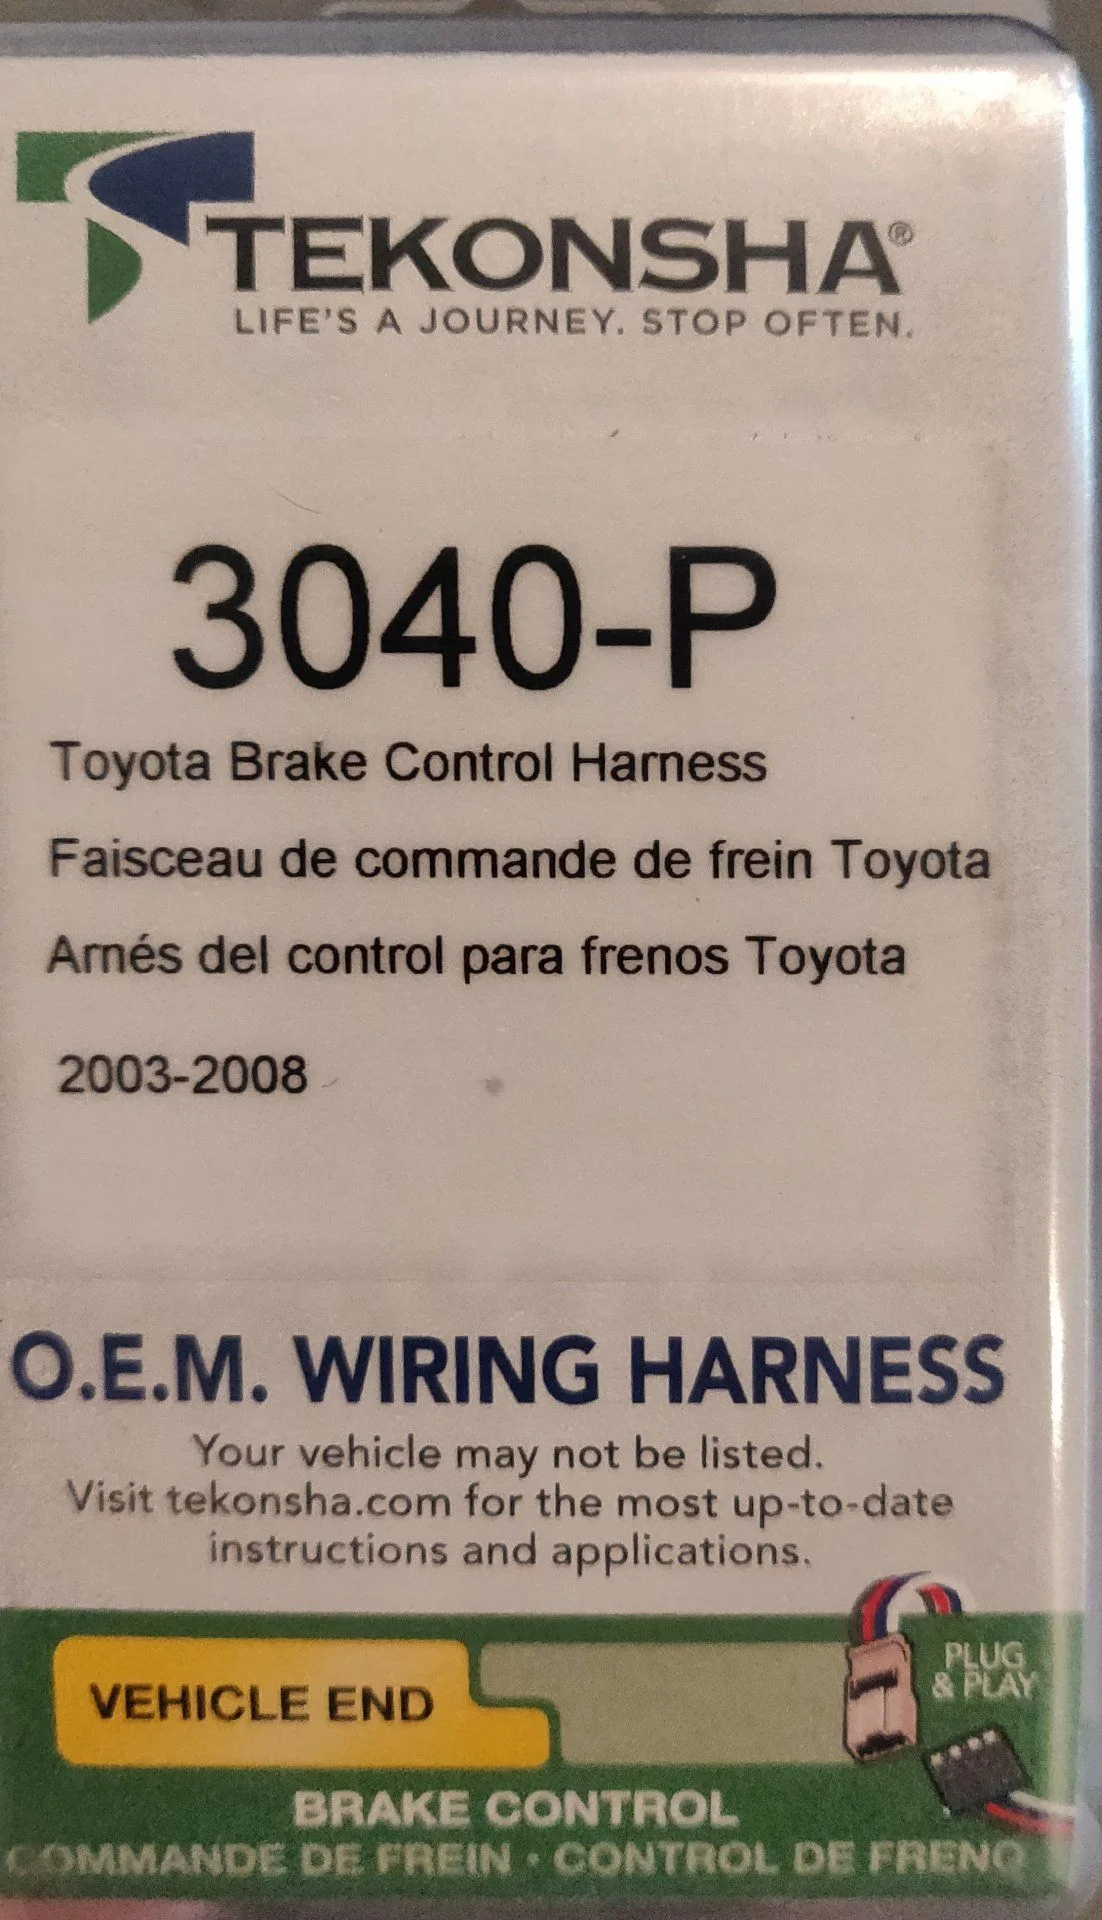 TEKONSHA®
LIFE'S A JOURNEY. STOP OFTEN.
3040-P
Toyota Brake Control Harness
Faisceau de commande de frein Toyota
Arnés del control para frenos Toyota
2003-2008
O.E.M. WIRING HARNESS
Your vehicle may not be listed.
Visit tekonsha.com for the most up-to-date
instructions and applications.
PLUG
& PLAY
VEHICLE END
BRAKE CONTROL
COMMANDE DE FREIN • CONTROL DE FRENO